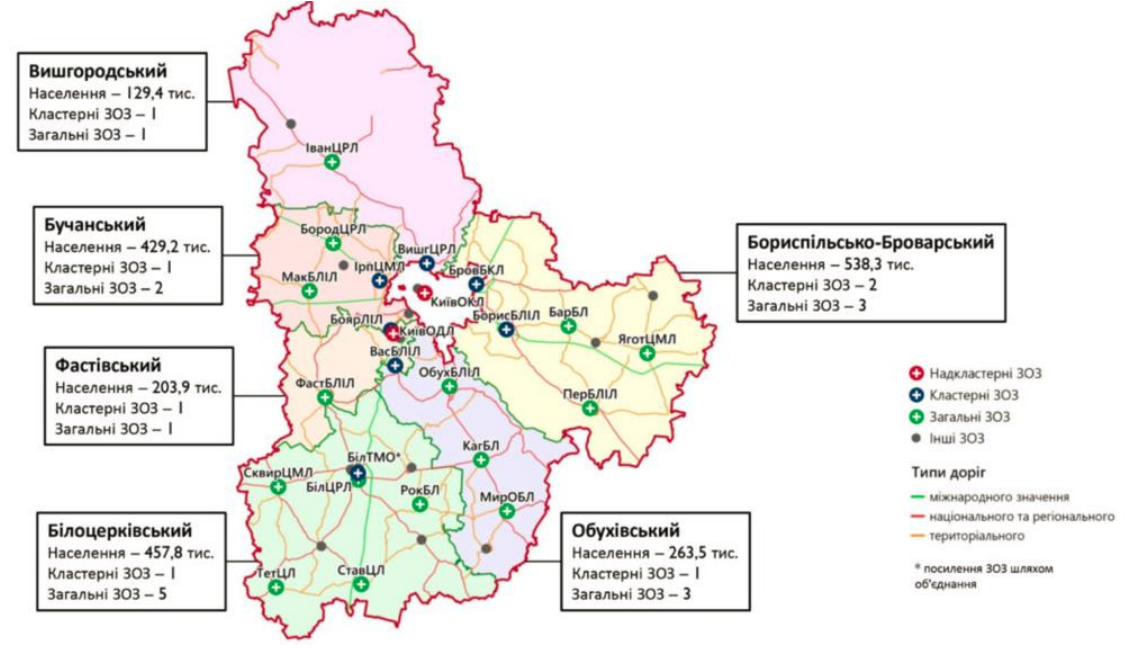 Вишгородський
Населення – 129,4 тис.
Кластерні ЗОЗ – 1
Загальні ЗОЗ – 1
Бучанський
Населення – 429,2 тис.
Кластерні ЗОЗ – 1
Загальні ЗОЗ – 2
Фастівський
Населення – 203,9 тис.
Кластерні ЗОЗ – 1
Загальні ЗОЗ – 1
Білоцерківський
Населення – 457,8 тис.
Кластерні ЗОЗ – 1
Загальні ЗОЗ – 5
ІванЦРЛ
БородЦРЛ
ВишгЦРЛ
ІрпЦМЛ
БровБКЛ
МакБЛІЛ
КиївОКЛ
БоярЛІЛ
КиївОДЛ
БорисБЛІЛ
БарБЛ
ЯготЦМЛ
ВасБЛІЛ
ОбухБЛІЛ
ФастБЛІЛ
ПерБЛІЛ
КагБЛ
БілТМО*
СквирЦМЛ
БілЦРЛ
РокБЛ
МирОБЛ
ТетЦЛ
СтавЦЛ
Обухівський
Населення – 263,5 тис.
Кластерні ЗОЗ – 1
Загальні ЗОЗ – 3
Бориспільсько-Броварський
Населення – 538,3 тис.
Кластерні ЗОЗ – 2
Загальні ЗОЗ – 3
Надкластерні ЗОЗ
Кластерні ЗОЗ
Загальні ЗОЗ
Інші ЗОЗ
Типи доріг
міжнародного значення
національного та регіонального
територіального
* посилення ЗОЗ шляхом
об'єднання